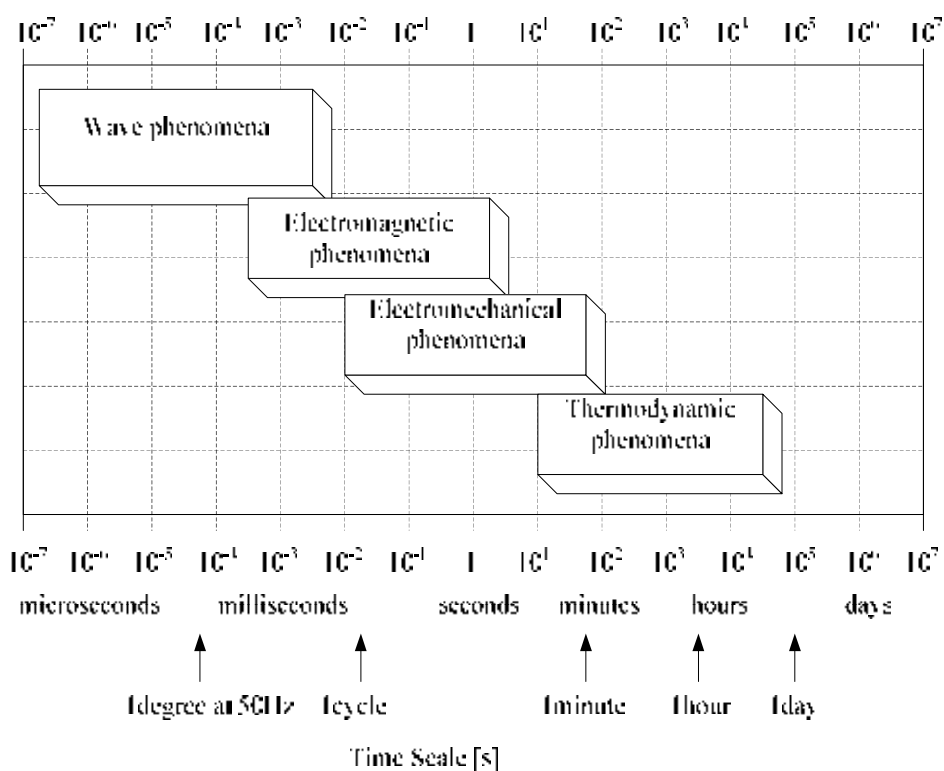 10⁻⁷ 10⁻⁶ 10⁻⁵ 10⁻⁴ 10⁻³ 10⁻² 10⁻¹ 1 10¹ 10² 10³ 10⁴ 10⁵ 10⁶ 10⁷
Wave phenomena
Electromagnetic
phenomena
Electromechanical
phenomena
Thermodynamic
phenomena
10⁻⁷ 10⁻⁶ 10⁻⁵ 10⁻⁴ 10⁻³ 10⁻² 10⁻¹ 1 10¹ 10² 10³ 10⁴ 10⁵ 10⁶ 10⁷
microseconds milliseconds seconds minutes hours days
1degree at 50Hz 1cycle 1minute 1hour 1day
Time Scale [s]